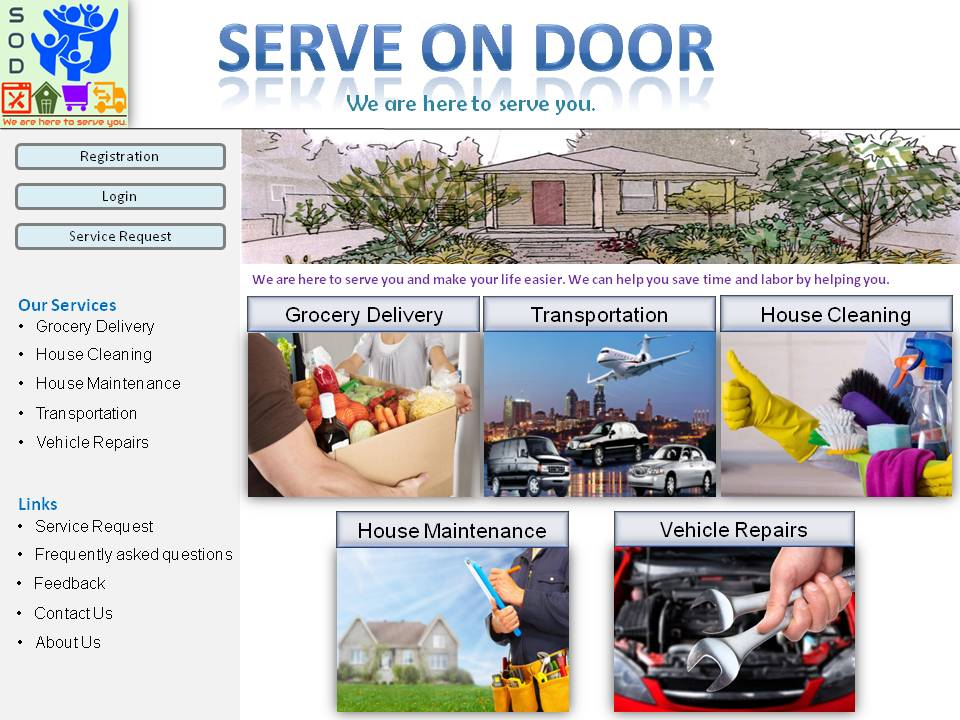 S
O
D
We are here to serve you.
SERVE ON DOOR
We are here to serve you.
Registration
Login
Service Request
Our Services
• Grocery Delivery
• House Cleaning
• House Maintenance
• Transportation
• Vehicle Repairs
Links
• Service Request
• Frequently asked questions
• Feedback
• Contact Us
• About Us
We are here to serve you and make your life easier. We can help you save time and labor by helping you.
Grocery Delivery
Transportation
House Cleaning
House Maintenance
Vehicle Repairs